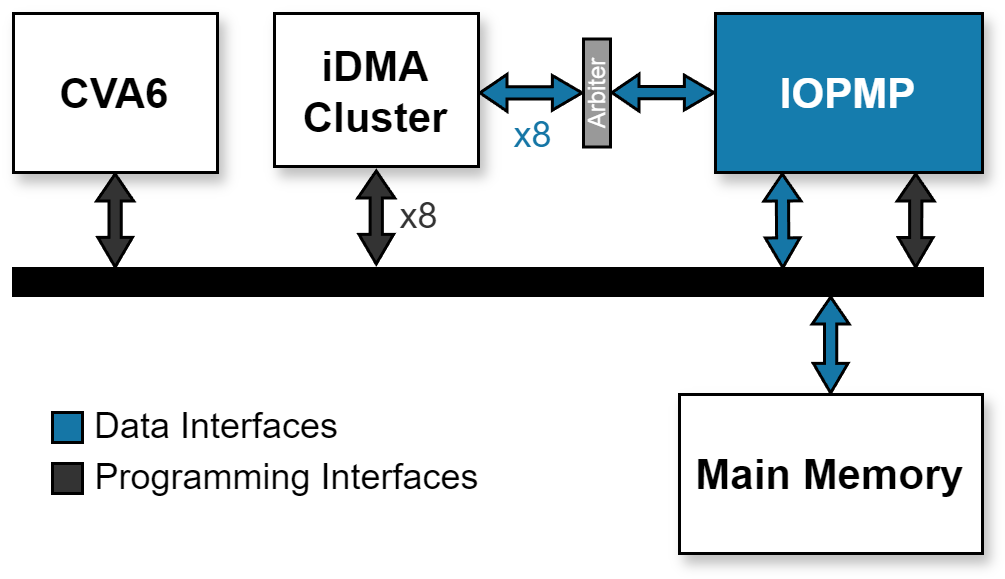 CVA6
iDMA
Cluster
x8
Arbiter
IOPMP
x8
Data Interfaces
Programming Interfaces
Main Memory